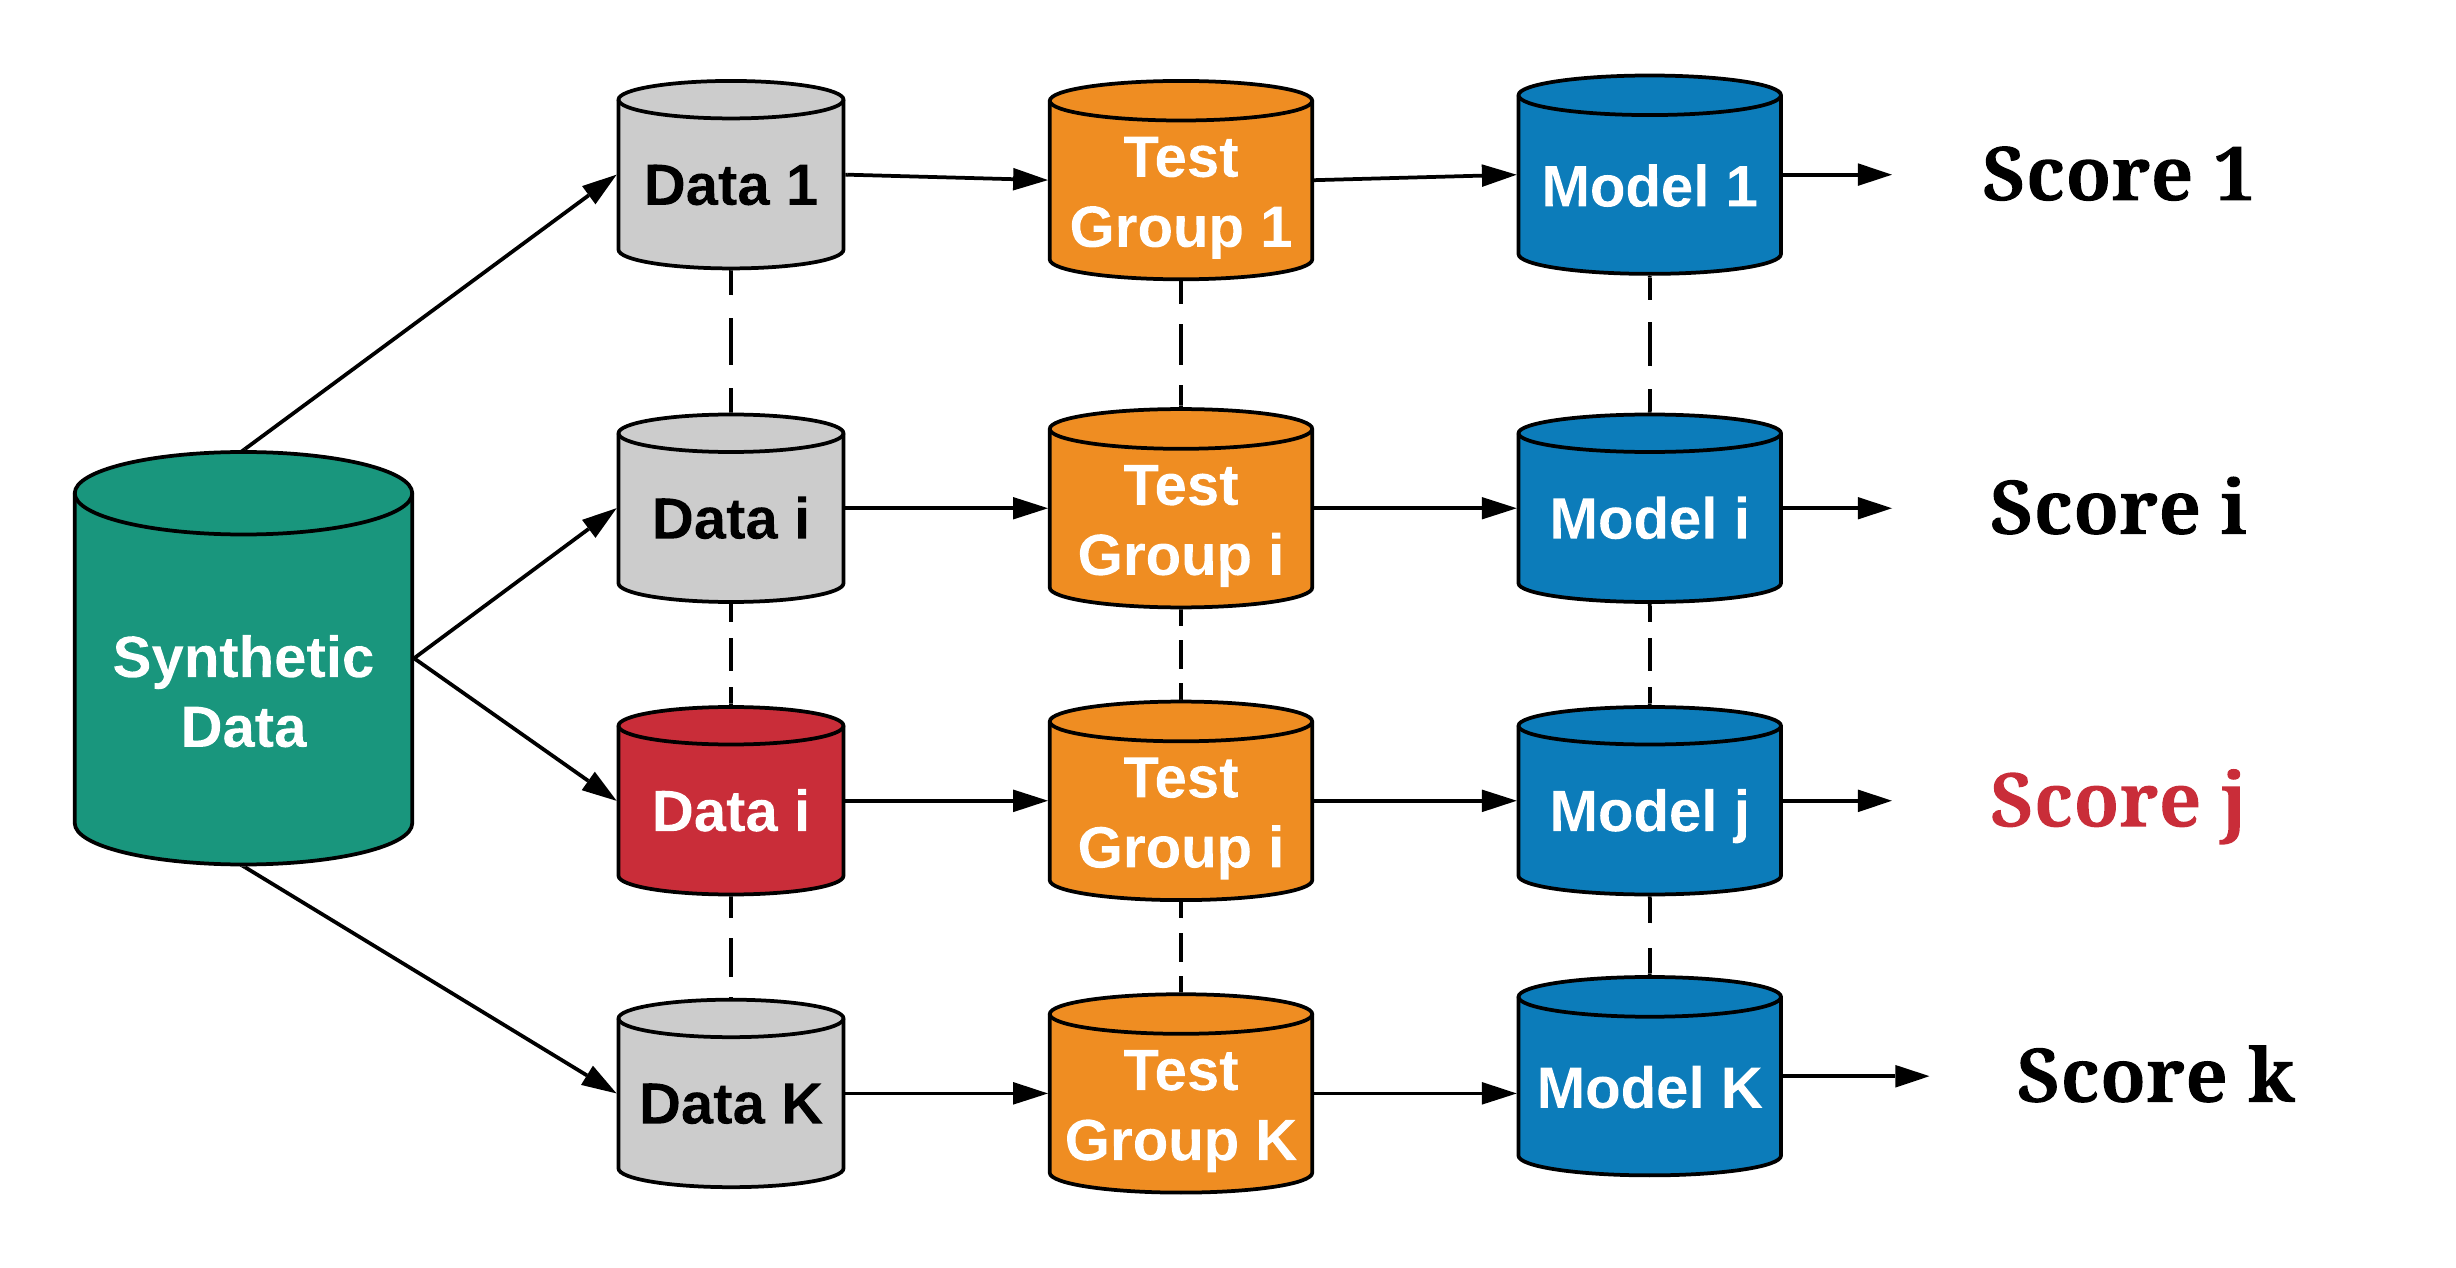 Data 1
Test
Group 1
Model 1
Score 1
Data i
Test
Group i
Model i
Score i
Synthetic
Data
Data i
Test
Group i
Model j
Score j
Data K
Test
Group K
Model K
Score k